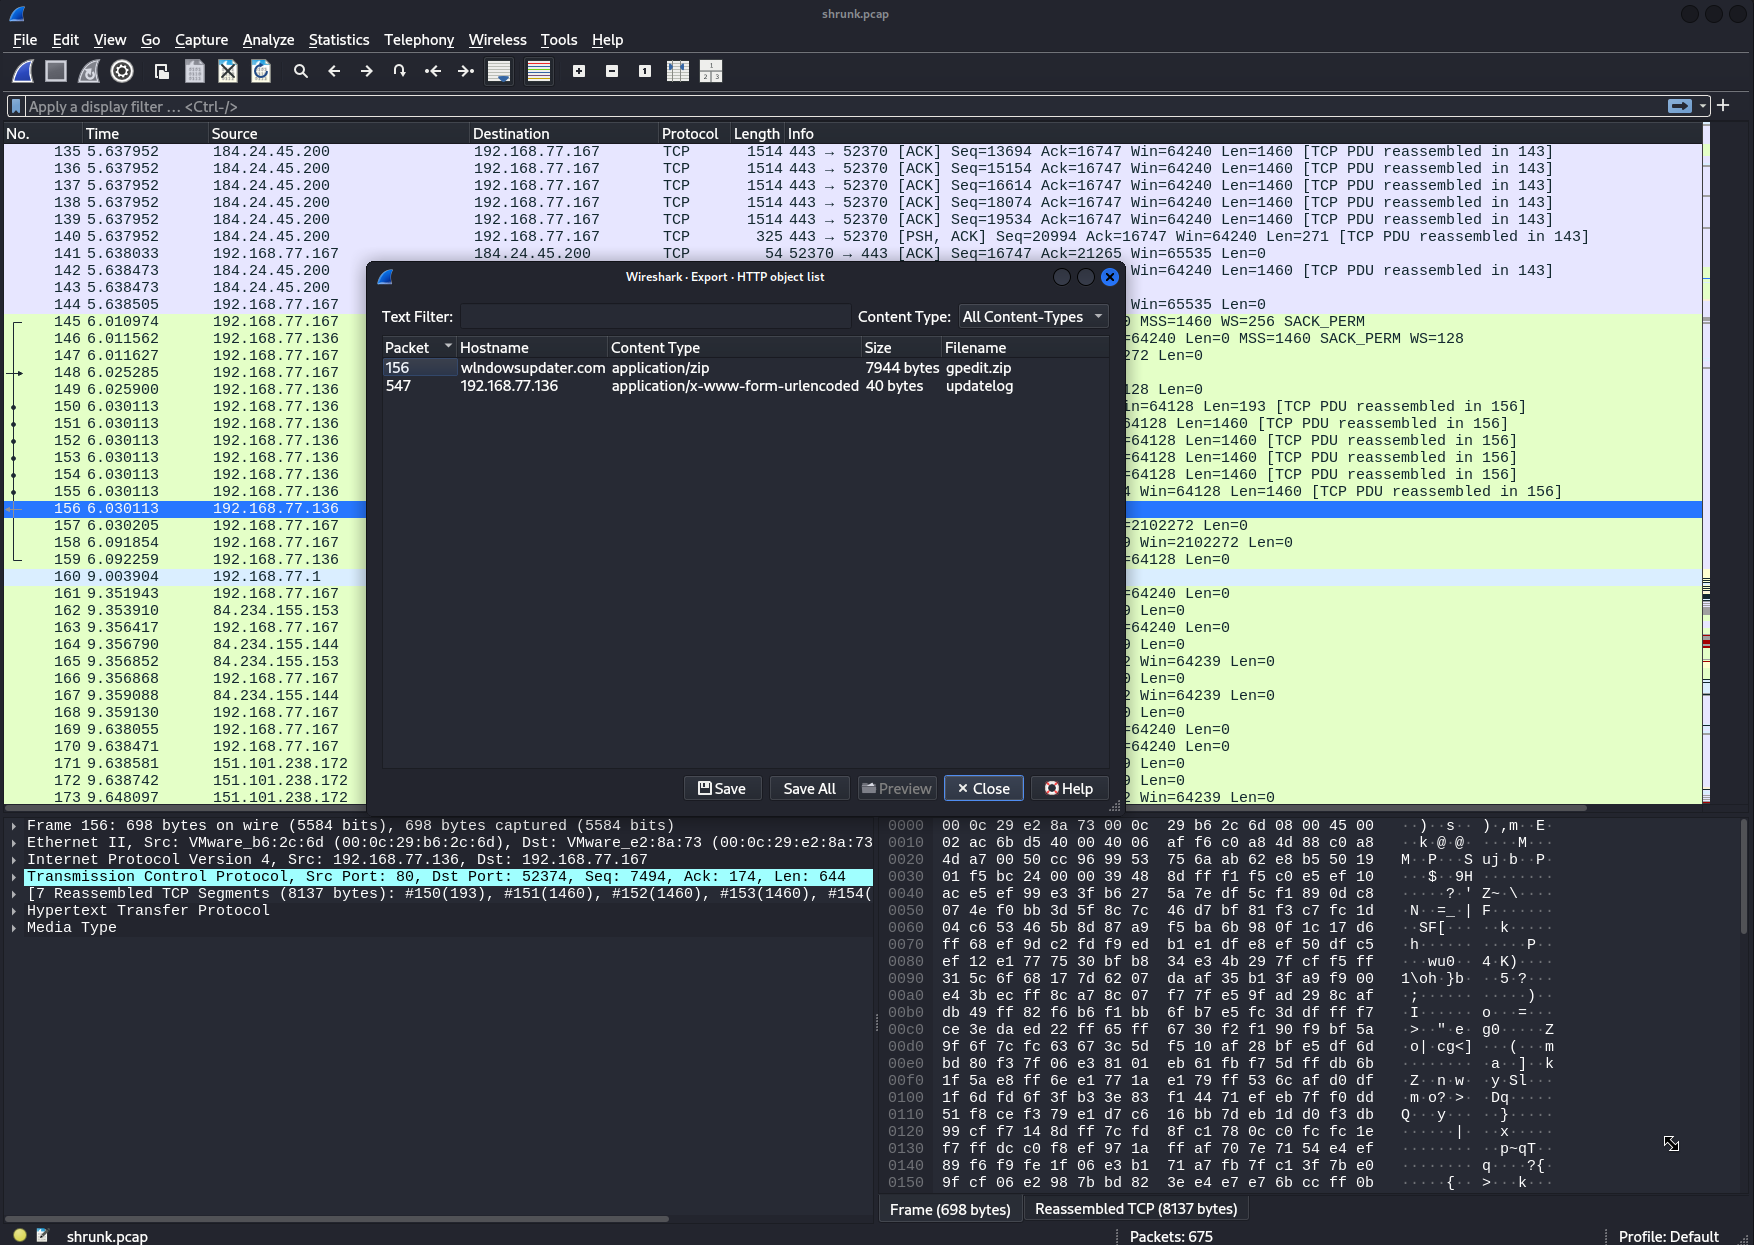 shrunk.pcap
File Edit View Go Capture Analyze Statistics Telephony Wireless Tools Help
Apply a display filter … <Ctrl-/>
No. Time Source Destination Protocol Length Info
135 5.637952 184.24.45.200 192.168.77.167 TCP 1514 443 → 52370 [ACK] Seq=13694 Ack=16747 Win=64240 Len=1460 [TCP PDU reassembled in 143]
136 5.637952 184.24.45.200 192.168.77.167 TCP 1514 443 → 52370 [ACK] Seq=15154 Ack=16747 Win=64240 Len=1460 [TCP PDU reassembled in 143]
137 5.637952 184.24.45.200 192.168.77.167 TCP 1514 443 → 52370 [ACK] Seq=16614 Ack=16747 Win=64240 Len=1460 [TCP PDU reassembled in 143]
138 5.637952 184.24.45.200 192.168.77.167 TCP 1514 443 → 52370 [ACK] Seq=18074 Ack=16747 Win=64240 Len=1460 [TCP PDU reassembled in 143]
139 5.637952 184.24.45.200 192.168.77.167 TCP 1514 443 → 52370 [ACK] Seq=19534 Ack=16747 Win=64240 Len=1460 [TCP PDU reassembled in 143]
140 5.637952 184.24.45.200 192.168.77.167 TCP 325 443 → 52370 [PSH, ACK] Seq=20994 Ack=16747 Win=64240 Len=271 [TCP PDU reassembled in 143]
141 5.638033 192.168.77.167 184.24.45.200 TCP 54 52370 → 443 [ACK] Seq=16747 Ack=21265 Win=65535 Len=0
142 5.638473 184.24.45.200 Win=64240 Len=1460 [TCP PDU reassembled in 143]
143 5.638473 184.24.45.200
144 5.638505 192.168.77.167 Win=65535 Len=0
145 6.010974 192.168.77.167 0 MSS=1460 WS=256 SACK_PERM
146 6.011562 192.168.77.136 =64240 Len=0 MSS=1460 SACK_PERM WS=128
147 6.011627 192.168.77.167 272 Len=0
148 6.025285 192.168.77.167
149 6.025900 192.168.77.136 128 Len=0
150 6.030113 192.168.77.136 in=64128 Len=193 [TCP PDU reassembled in 156]
151 6.030113 192.168.77.136 64128 Len=1460 [TCP PDU reassembled in 156]
152 6.030113 192.168.77.136 =64128 Len=1460 [TCP PDU reassembled in 156]
153 6.030113 192.168.77.136 =64128 Len=1460 [TCP PDU reassembled in 156]
154 6.030113 192.168.77.136 =64128 Len=1460 [TCP PDU reassembled in 156]
155 6.030113 192.168.77.136 4 Win=64128 Len=1460 [TCP PDU reassembled in 156]
156 6.030113 192.168.77.136
157 6.030205 192.168.77.167 =2102272 Len=0
158 6.091854 192.168.77.167 9 Win=2102272 Len=0
159 6.092259 192.168.77.136 =64128 Len=0
160 9.003904 192.168.77.1
161 9.351943 192.168.77.167 =64240 Len=0
162 9.353910 84.234.155.153 Len=0
163 9.356417 192.168.77.167 =64240 Len=0
164 9.356790 84.234.155.144 Len=0
165 9.356852 84.234.155.153 2 Win=64239 Len=0
166 9.356868 192.168.77.167 Len=0
167 9.359088 84.234.155.144 2 Win=64239 Len=0
168 9.359130 192.168.77.167 Len=0
169 9.638055 192.168.77.167 =64240 Len=0
170 9.638471 192.168.77.167 =64240 Len=0
171 9.638581 151.101.238.172 Len=0
172 9.638742 151.101.238.172 Len=0
173 9.648097 151.101.238.172 2 Win=64239 Len=0
Wireshark · Export · HTTP object list
Text Filter: Content Type: All Content-Types
Packet Hostname Content Type Size Filename
156 wlndowsupdater.com application/zip 7944 bytes gpedit.zip
547 192.168.77.136 application/x-www-form-urlencoded 40 bytes updatelog
Save Save All Preview Close Help
Frame 156: 698 bytes on wire (5584 bits), 698 bytes captured (5584 bits)
Ethernet II, Src: VMware_b6:2c:6d (00:0c:29:b6:2c:6d), Dst: VMware_e2:8a:73 (00:0c:29:e2:8a:73
Internet Protocol Version 4, Src: 192.168.77.136, Dst: 192.168.77.167
Transmission Control Protocol, Src Port: 80, Dst Port: 52374, Seq: 7494, Ack: 174, Len: 644
[7 Reassembled TCP Segments (8137 bytes): #150(193), #151(1460), #152(1460), #153(1460), #154(
Hypertext Transfer Protocol
Media Type
0000 00 0c 29 e2 8a 73 00 0c 29 b6 2c 6d 08 00 45 00 ··)··s·· )·,m··E·
0010 02 ac 6b d5 40 00 40 06 af f6 c0 a8 4d 88 c0 a8 ··k·@·@· ····M···
0020 4d a7 00 50 cc 96 99 53 75 6a ab 62 e8 b5 50 19 M··P···S uj·b··P·
0030 01 f5 bc 24 00 00 39 48 8d ff f1 f5 c0 e5 ef 10 ···$··9H ········
0040 ac e5 ef 99 e3 3f b6 27 5a 7e df 5c f1 89 0d c8 ·····?·' Z~·\····
0050 07 4e f0 bb 3d 5f 8c 7c 46 d7 bf 81 f3 c7 fc 1d ·N··=_·| F·······
0060 04 c6 53 46 5b 8d 87 a9 f5 ba 6b 98 0f 1c 17 d6 ··SF[··· ··k·····
0070 ff 68 ef 9d c2 fd f9 ed b1 e1 df e8 ef 50 df c5 ·h······ ·····P··
0080 ef 12 e1 77 75 30 bf b8 34 e3 4b 29 7f cf f5 ff ···wu0·· 4·K)····
0090 31 5c 6f 68 17 7d 62 07 da af 35 b1 3f a9 f9 00 1\oh·}b· ··5·?···
00a0 e4 3b ec ff 8c a7 8c 07 f7 7f e5 9f ad 29 8c af ·;······ ·····)··
00b0 db 49 ff 82 f6 b6 f1 bb 6f b7 e5 fc 3d df ff f7 ·I······ o···=···
00c0 ce 3e da ed 22 ff 65 ff 67 30 f2 f1 90 f9 bf 5a ·>··"·e· g0·····Z
00d0 9f 6f 7c fc 63 67 3c 5d f5 10 af 28 bf e5 df 6d ·o|·cg<] ···(···m
00e0 bd 80 f3 7f 06 e3 81 01 eb 61 fb f7 5d ff db 6b ········ ·a··]··k
00f0 1f 5a e8 ff 6e e1 77 1a e1 79 ff 53 6c af d0 df ·Z··n·w· ·y·Sl···
0100 1f 6d fd 6f 3f b3 3e 83 f1 44 71 ef eb 7f f0 dd ·m·o?·>· ·Dq·····
0110 51 f8 ce f3 79 e1 d7 c6 16 bb 7d eb 1d d0 f3 db Q···y··· ··}·····
0120 99 cf f7 14 8d ff 7c fd 8f c1 78 0c c0 fc fc 1e ······|· ··x·····
0130 f7 ff dc c0 f8 ef 97 1a ff af 70 7e 71 54 e4 ef ········ ··p~qT··
0140 89 f6 f9 fe 1f 06 e3 b1 71 a7 fb 7f c1 3f 7b e0 ········ q····?{·
0150 9f cf 06 e2 98 7b bd 82 3e e4 e7 e7 6b cc ff 0b ·····{·· >···k···
Frame (698 bytes) Reassembled TCP (8137 bytes)
shrunk.pcap Packets: 675 Profile: Default